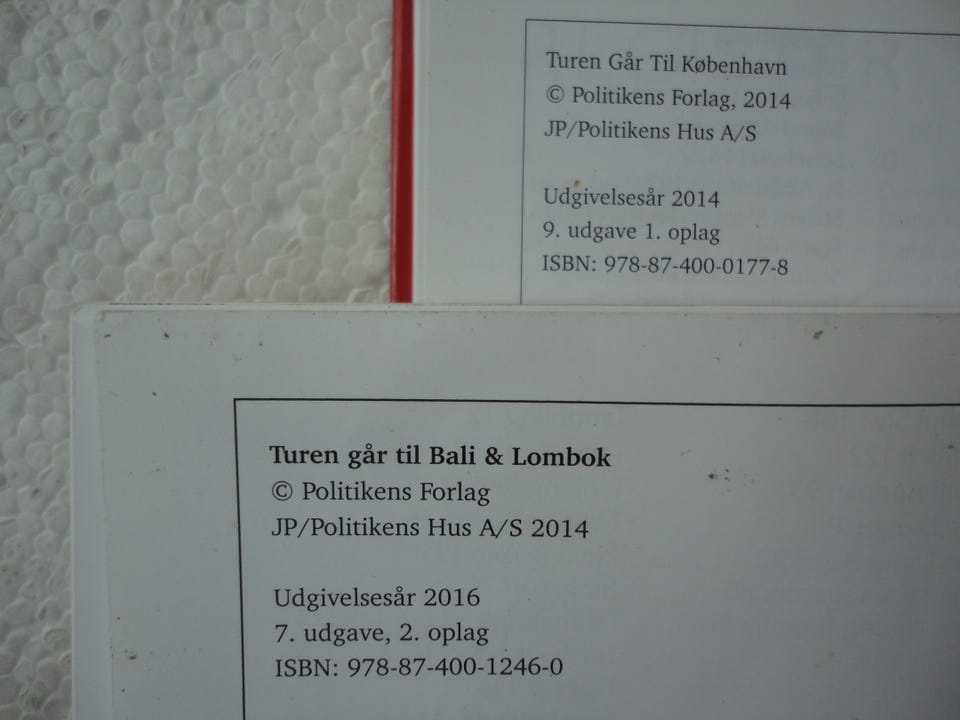 Turen Går Til København
© Politikens Forlag, 2014
JP/Politikens Hus A/S
Udgivelsesår 2014
9. udgave 1. oplag
ISBN: 978-87-400-0177-8
Turen går til Bali & Lombok
© Politikens Forlag
JP/Politikens Hus A/S 2014
Udgivelsesår 2016
7. udgave, 2. oplag
ISBN: 978-87-400-1246-0